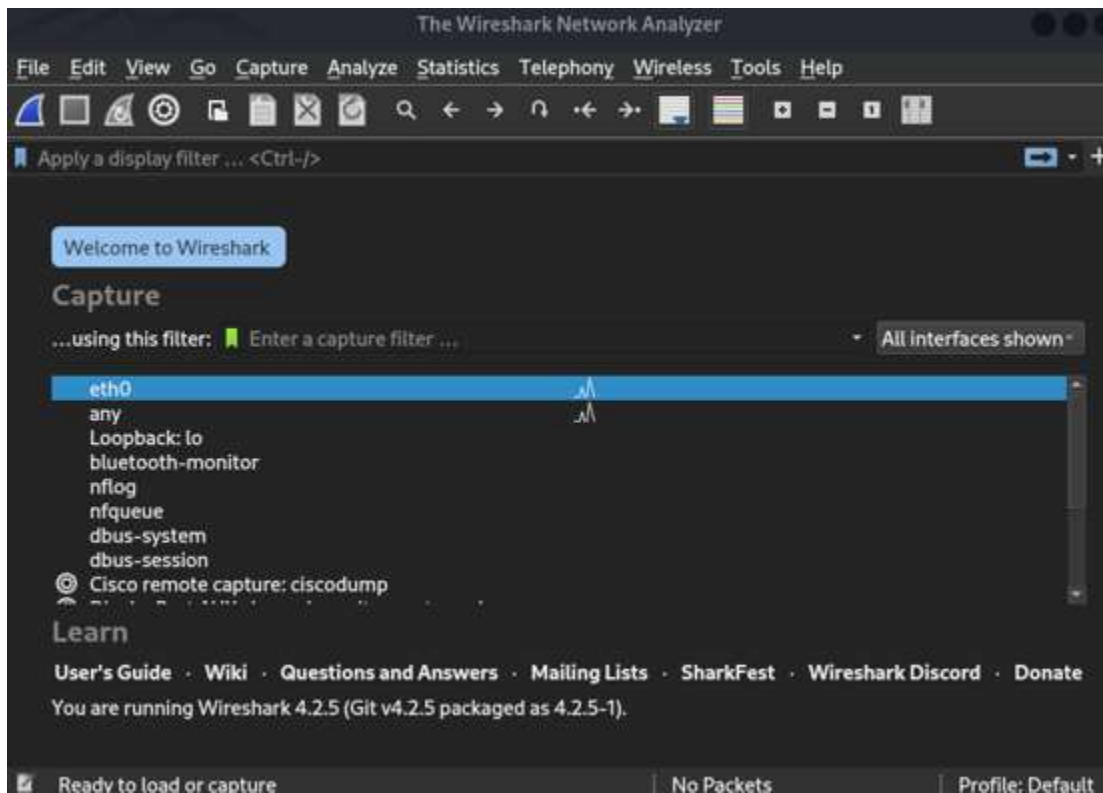 The Wireshark Network Analyzer
File Edit View Go Capture Analyze Statistics Telephony Wireless Tools Help
Apply a display filter ... <Ctrl-/>
Welcome to Wireshark
Capture
...using this filter: Enter a capture filter ... All interfaces shown
eth0
any
Loopback: lo
bluetooth-monitor
nflog
nfqueue
dbus-system
dbus-session
Cisco remote capture: ciscodump
Learn
User's Guide · Wiki · Questions and Answers · Mailing Lists · SharkFest · Wireshark Discord · Donate
You are running Wireshark 4.2.5 (Git v4.2.5 packaged as 4.2.5-1).
Ready to load or capture No Packets Profile: Default